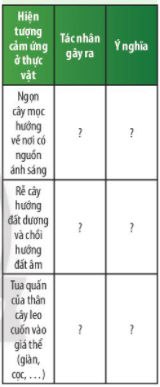 Hiện
tượng
cảm ứng
ở thực
vật
Tác nhân
gây ra
Ý nghĩa
Ngọn
cây mọc
hướng
về nơi có
nguồn
ánh sáng
?
?
Rễ cây
hướng
đất dương
và chồi
hướng
đất âm
?
?
Tua quấn
của thân
cây leo
cuốn vào
giá thể
(giàn,
cọc, ...)
?
?